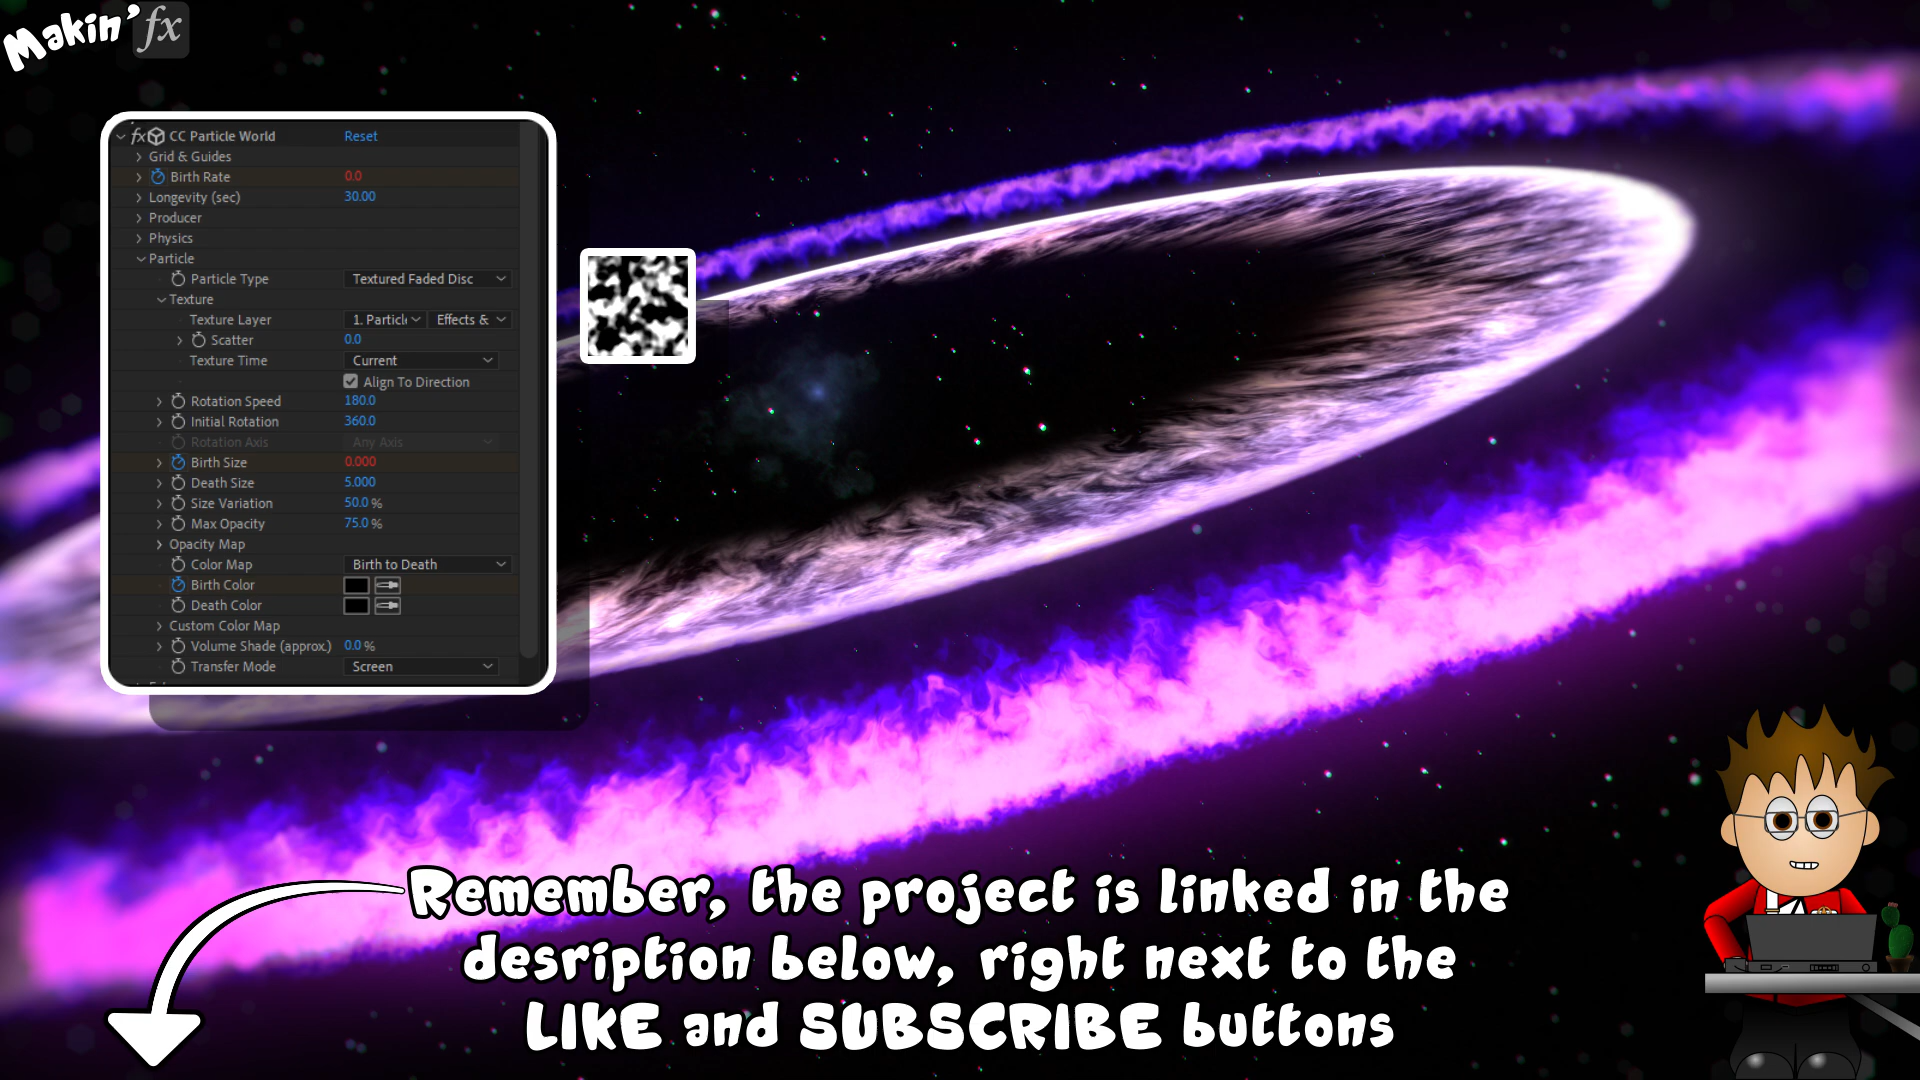 Makin' fx
fx CC Particle World Reset
Grid & Guides
Birth Rate 0.0
Longevity (sec) 30.00
Producer
Physics
Particle
Particle Type Textured Faded Disc
Texture
Texture Layer 1. Particl Effects &
Scatter 0.0
Texture Time Current
Align To Direction
Rotation Speed 180.0
Initial Rotation 360.0
Rotation Axis Any Axis
Birth Size 0.000
Death Size 5.000
Size Variation 50.0 %
Max Opacity 75.0 %
Opacity Map
Color Map Birth to Death
Birth Color
Death Color
Custom Color Map
Volume Shade (approx.) 0.0 %
Transfer Mode Screen
Remember, the project is linked in the
desription below, right next to the
LIKE and SUBSCRIBE buttons